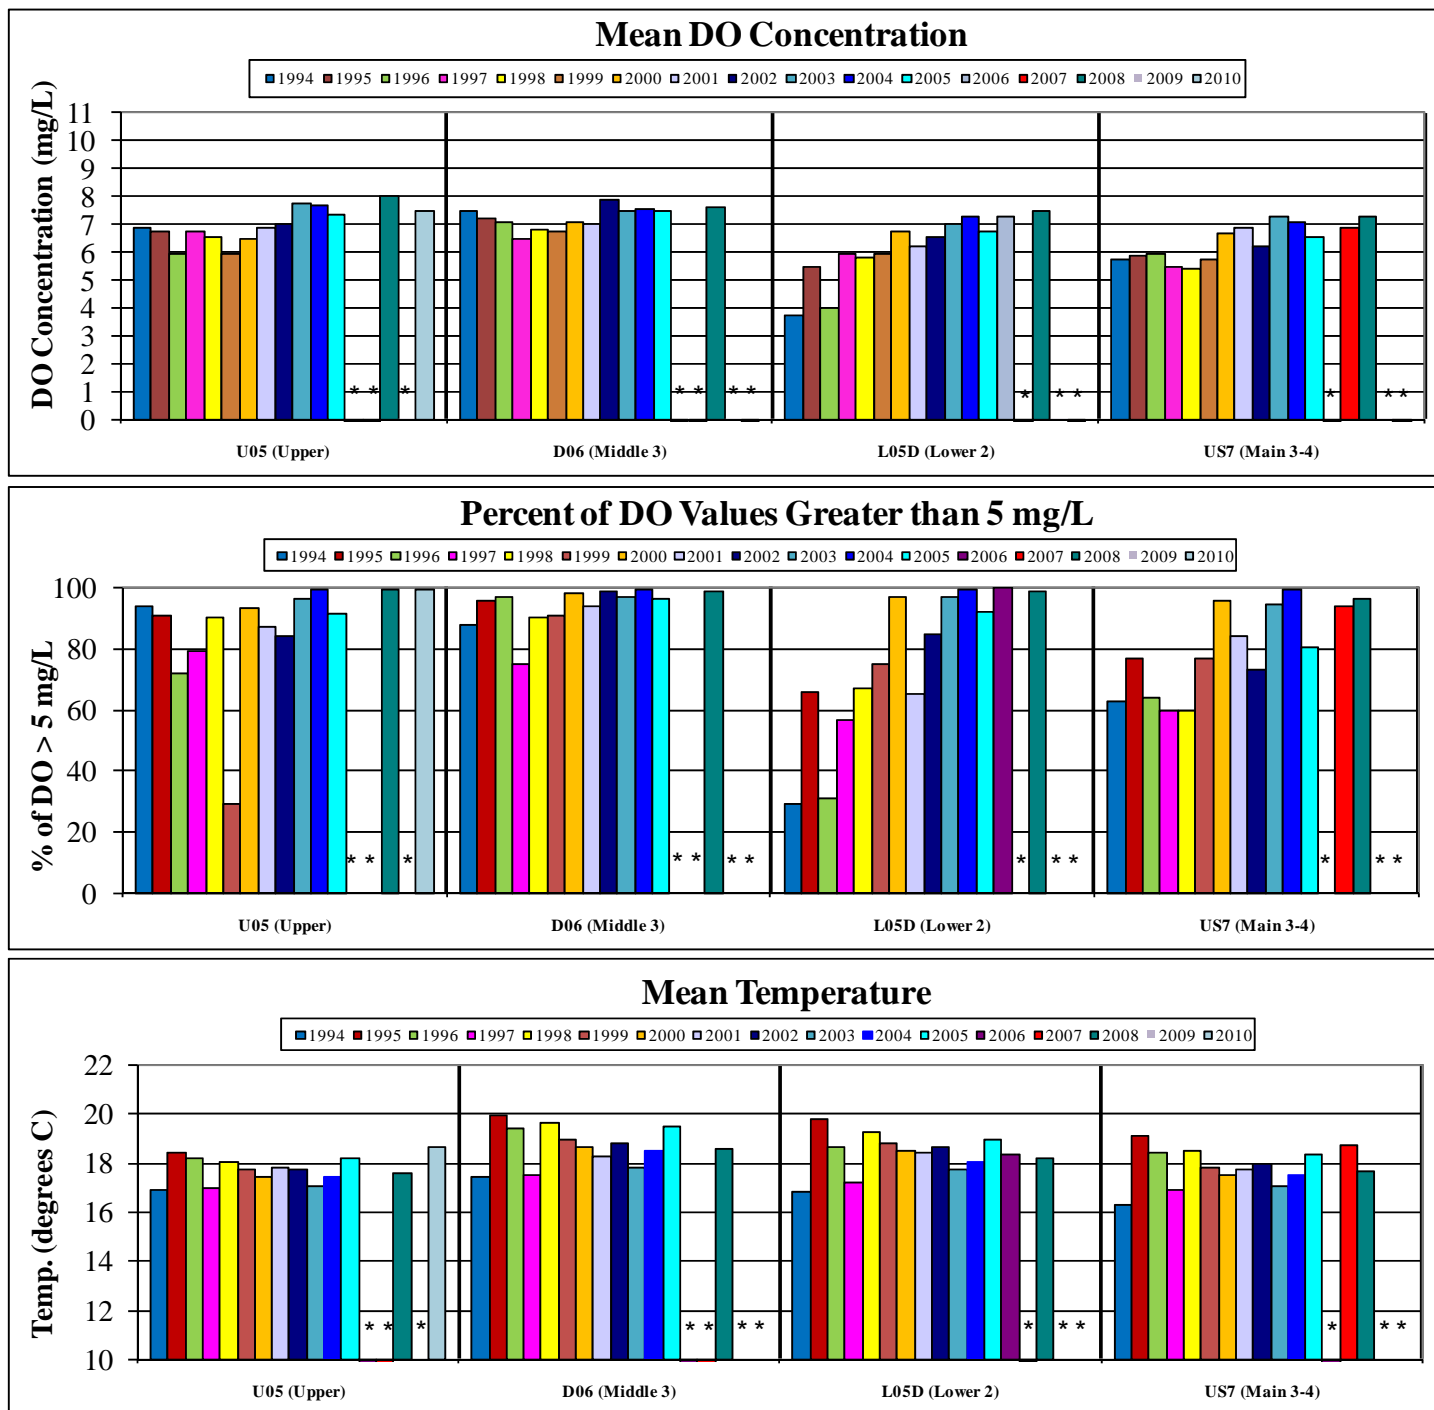 Mean DO Concentration
1994 1995 1996 1997 1998 1999 2000 2001 2002 2003 2004 2005 2006 2007 2008 2009 2010
DO Concentration (mg/L)
11
10
9
8
7
6
5
4
3
2
1
0
* * * * * * * * * * * * *
U05 (Upper) D06 (Middle 3) L05D (Lower 2) US7 (Main 3-4)
Percent of DO Values Greater than 5 mg/L
1994 1995 1996 1997 1998 1999 2000 2001 2002 2003 2004 2005 2006 2007 2008 2009 2010
% of DO > 5 mg/L
100
80
60
40
20
0
* * * * * * * * * * * * *
U05 (Upper) D06 (Middle 3) L05D (Lower 2) US7 (Main 3-4)
Mean Temperature
1994 1995 1996 1997 1998 1999 2000 2001 2002 2003 2004 2005 2006 2007 2008 2009 2010
Temp. (degrees C)
22
20
18
16
14
12
10
* * * * * * * * * * * * *
U05 (Upper) D06 (Middle 3) L05D (Lower 2) US7 (Main 3-4)